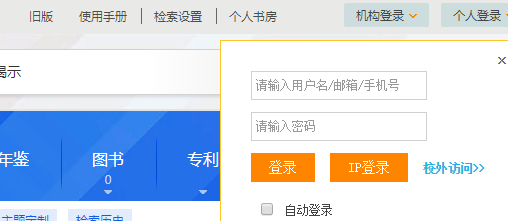 旧版 使用手册 检索设置 个人书房 机构登录 个人登录
揭示
请输入用户名/邮箱/手机号
请输入密码
年鉴 图书 专利
0
登录 IP登录 校外访问>>
自动登录
主题定制 检索历史